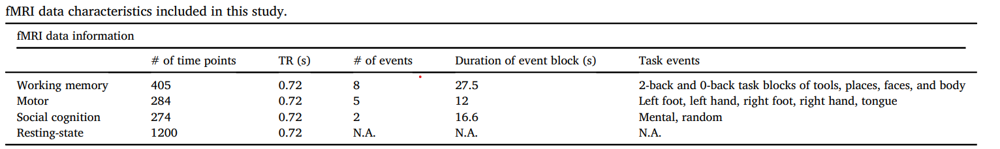 fMRI data characteristics included in this study.
fMRI data information
# of time points TR (s) # of events Duration of event block (s) Task events
Working memory 405 0.72 8 27.5 2-back and 0-back task blocks of tools, places, faces, and body
Motor 284 0.72 5 12 Left foot, left hand, right foot, right hand, tongue
Social cognition 274 0.72 2 16.6 Mental, random
Resting-state 1200 0.72 N.A. N.A. N.A.